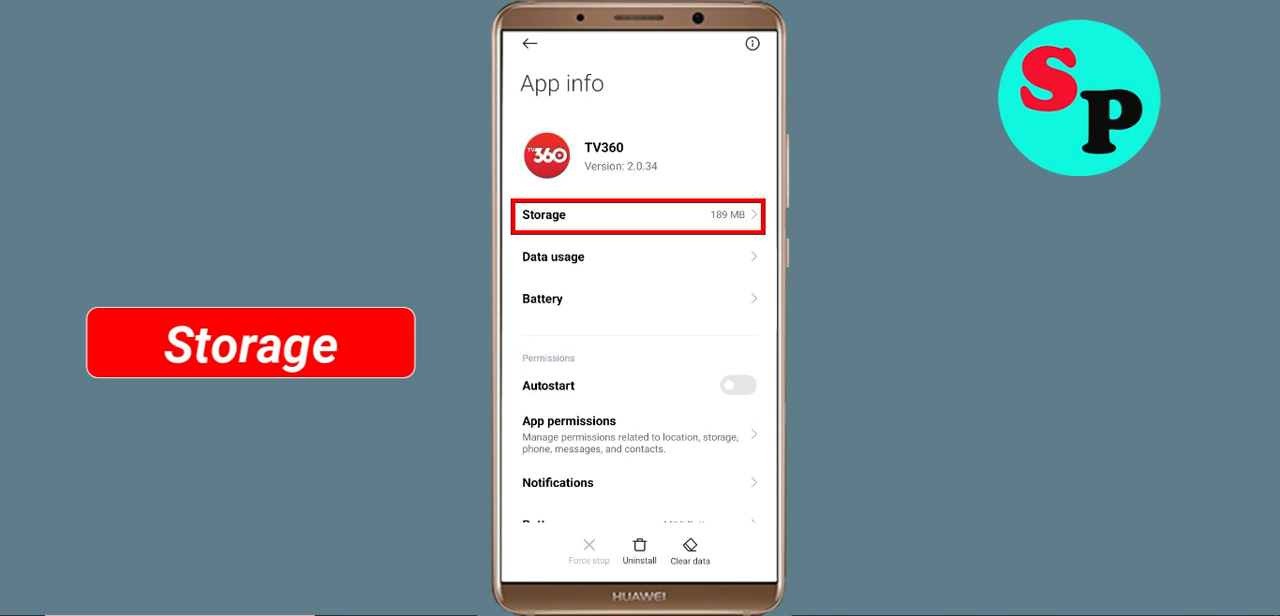 App info
TV360
TV360
Version: 2.0.34
Storage 189 MB
Data usage
Battery
Permissions
Autostart
App permissions
Manage permissions related to location, storage,
phone, messages, and contacts.
Notifications
Force stop Uninstall Clear data
HUAWEI
Storage
SP